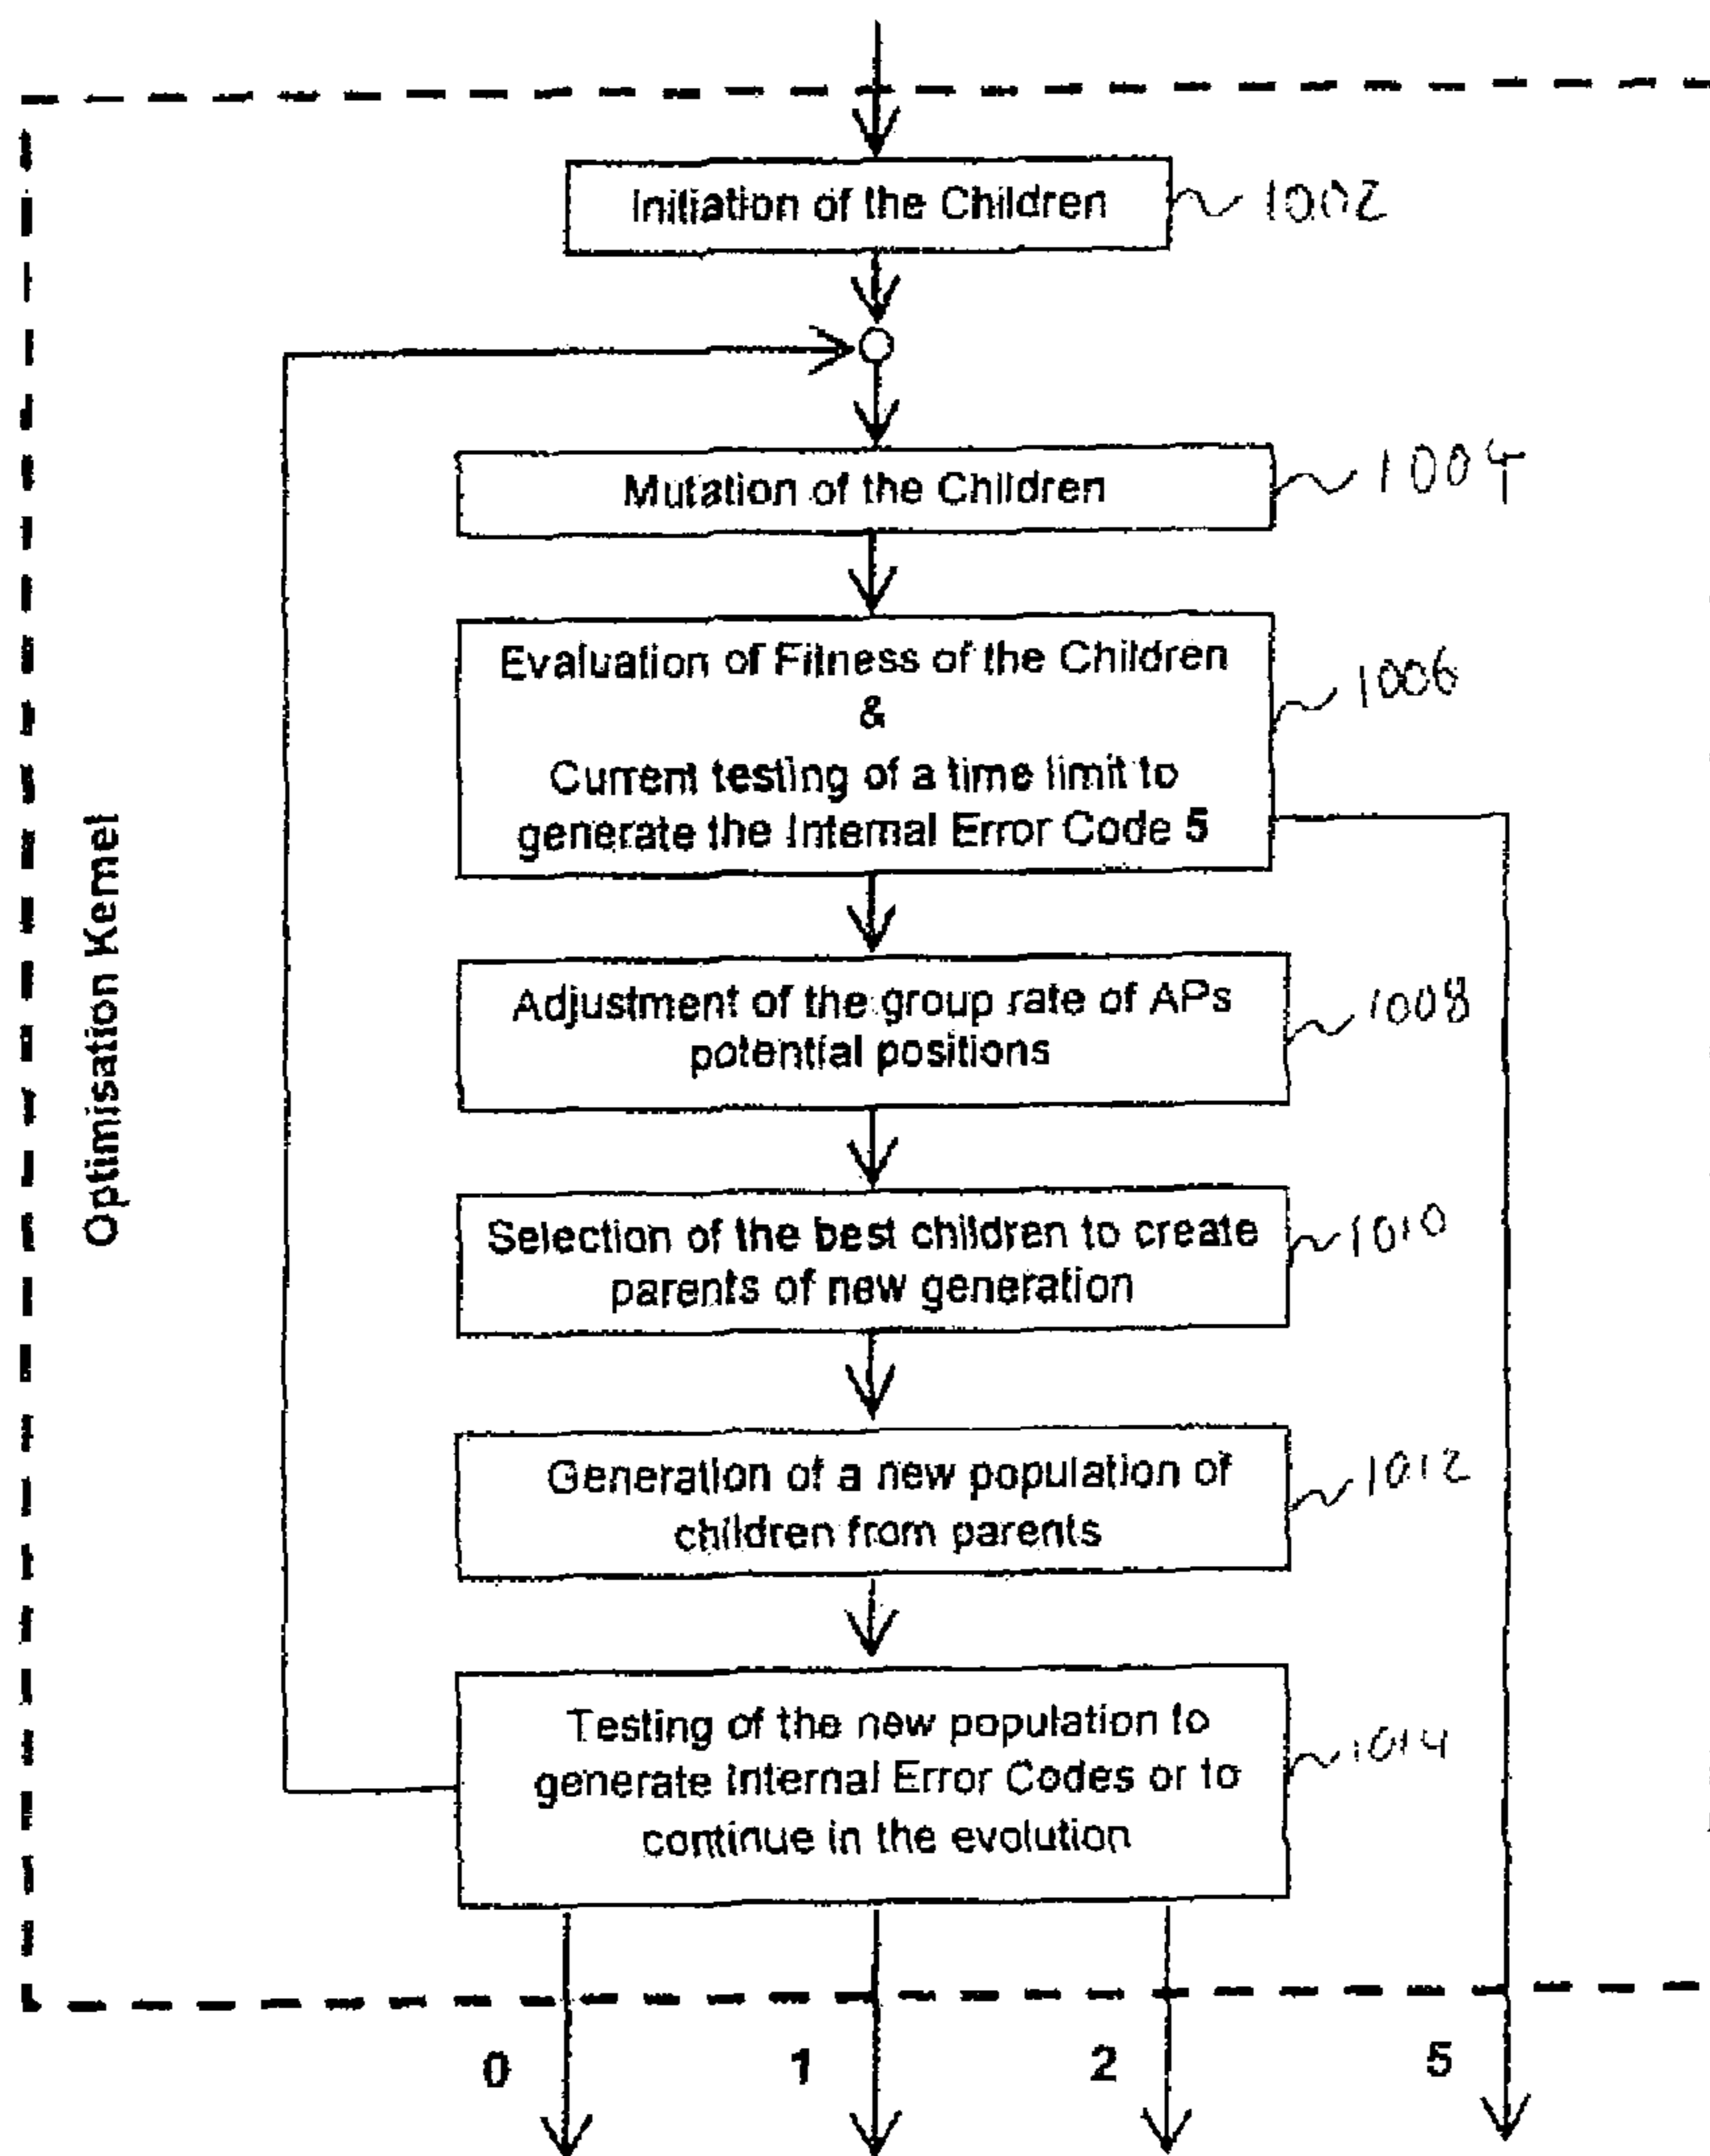 Initiation of the Children
1002
Mutation of the Children
1004
Evaluation of Fitness of the Children
&
Current testing of a time limit to
generate the Internal Error Code 5
1006
Optimisation Kernel
Adjustment of the group rate of APs
potential positions
1008
Selection of the best children to create
parents of new generation
1010
Generation of a new population of
children from parents
1012
Testing of the new population to
generate Internal Error Codes or to
continue in the evolution
1014
0
1
2
5